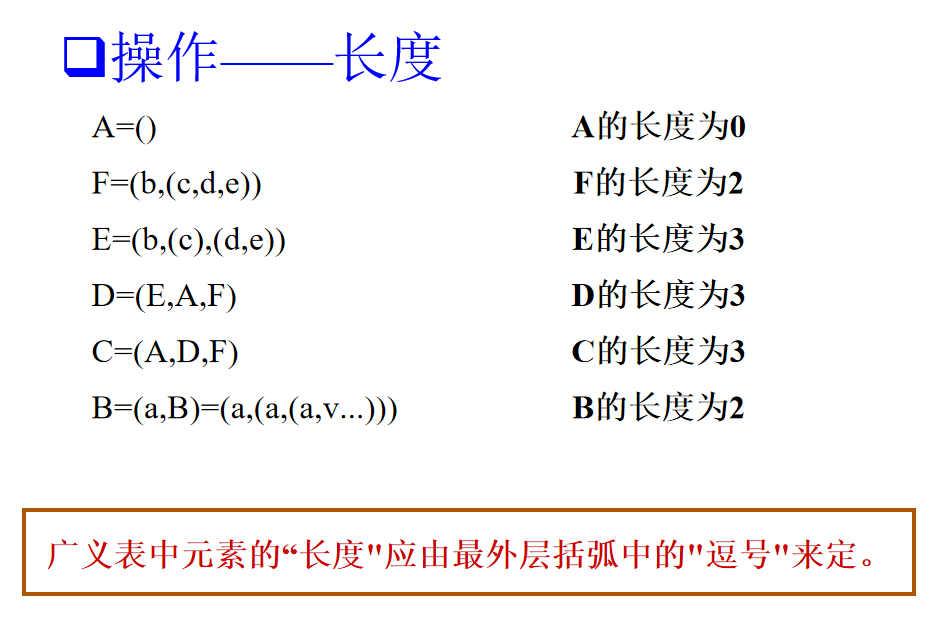 ❑操作——长度
A=() A的长度为0
F=(b,(c,d,e)) F的长度为2
E=(b,(c),(d,e)) E的长度为3
D=(E,A,F) D的长度为3
C=(A,D,F) C的长度为3
B=(a,B)=(a,(a,(a,v...))) B的长度为2
广义表中元素的“长度"应由最外层括弧中的"逗号"来定。